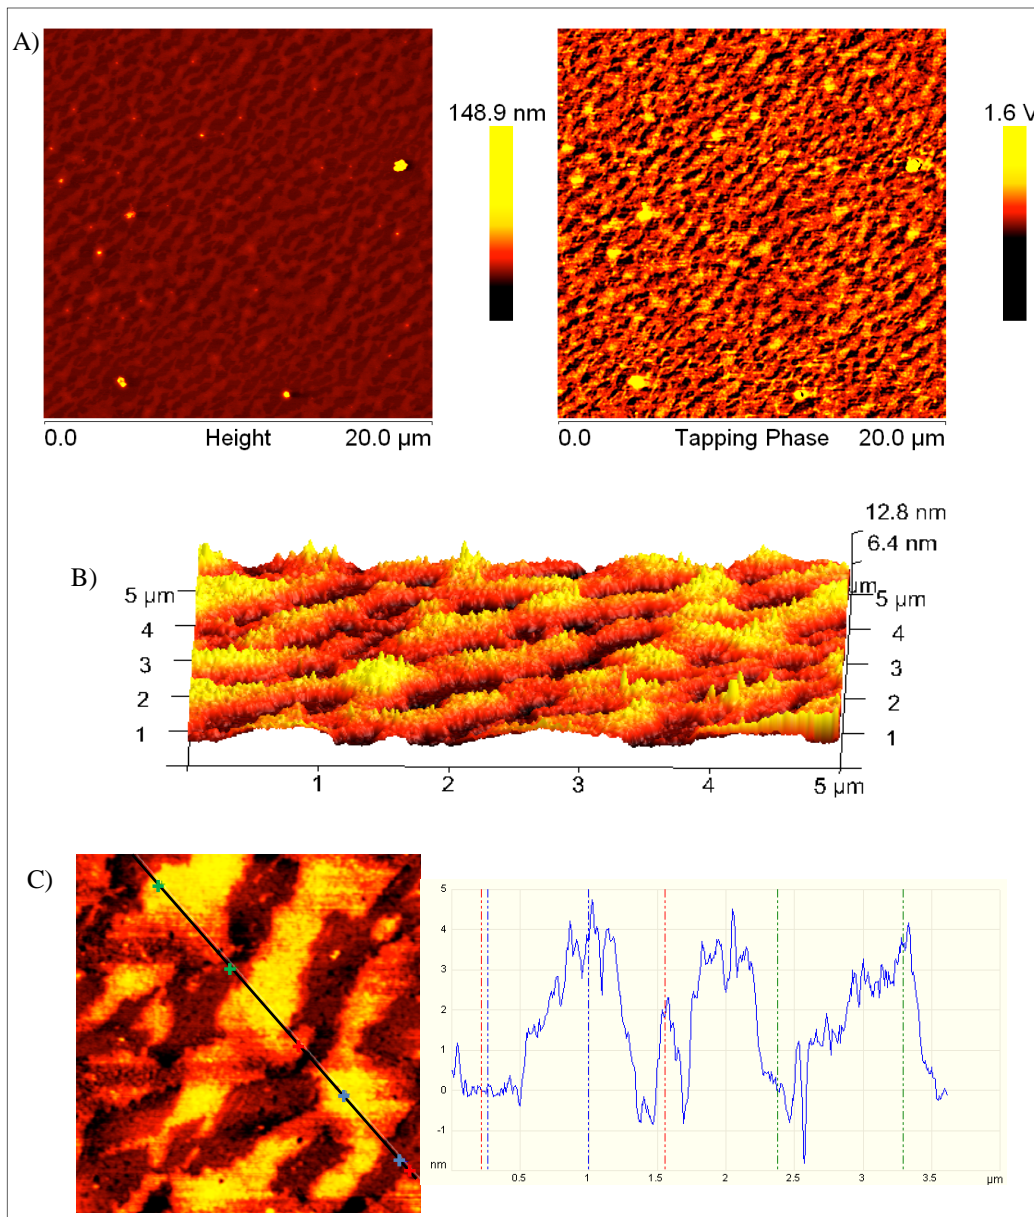 A)
148.9 nm
1.6 V
0.0 Height 20.0 µm
0.0 Tapping Phase 20.0 µm
B)
12.8 nm
6.4 nm
µm
5 µm
5 µm
4
4
3
3
2
2
1
1
1 2 3 4 5 µm
C)
5
4
3
2
1
0
-1
nm
0.5 1 1.5 2 2.5 3 3.5 µm